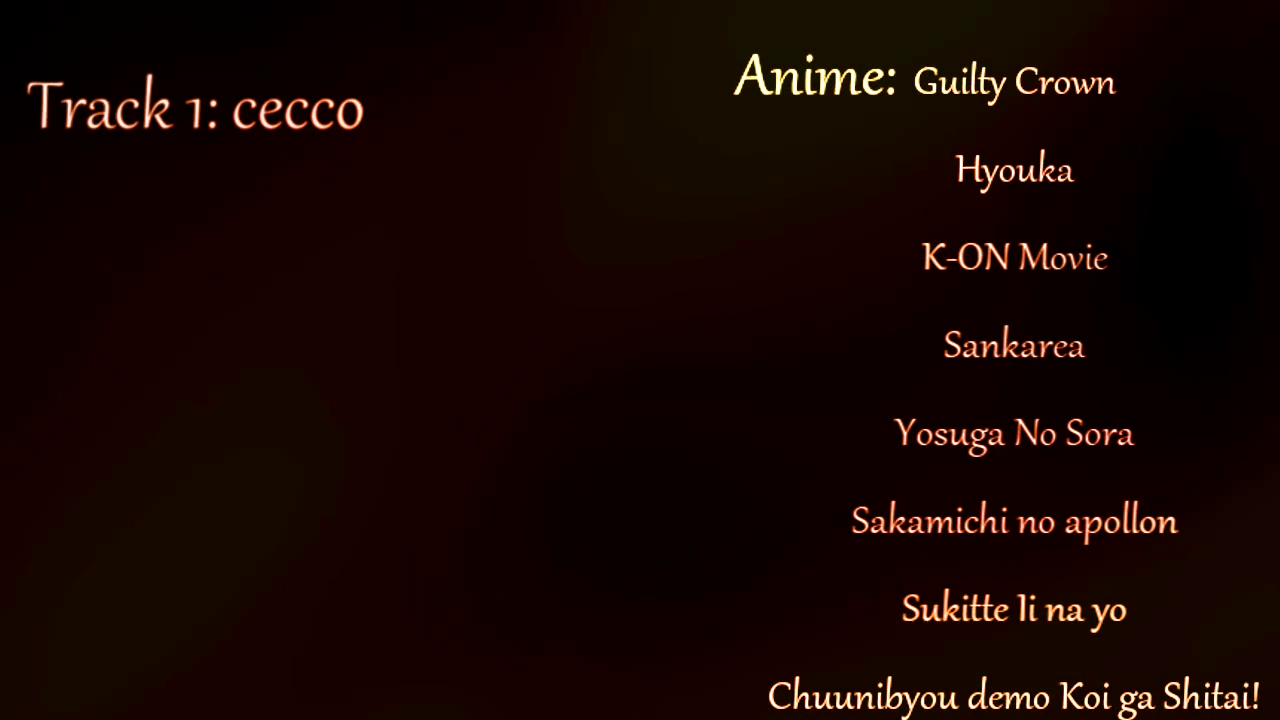 Track 1: cecco
Anime: Guilty Crown
Hyouka
K-ON Movie
Sankarea
Yosuga No Sora
Sakamichi no apollon
Sukitte Ii na yo
Chuunibyou demo Koi ga Shitai!